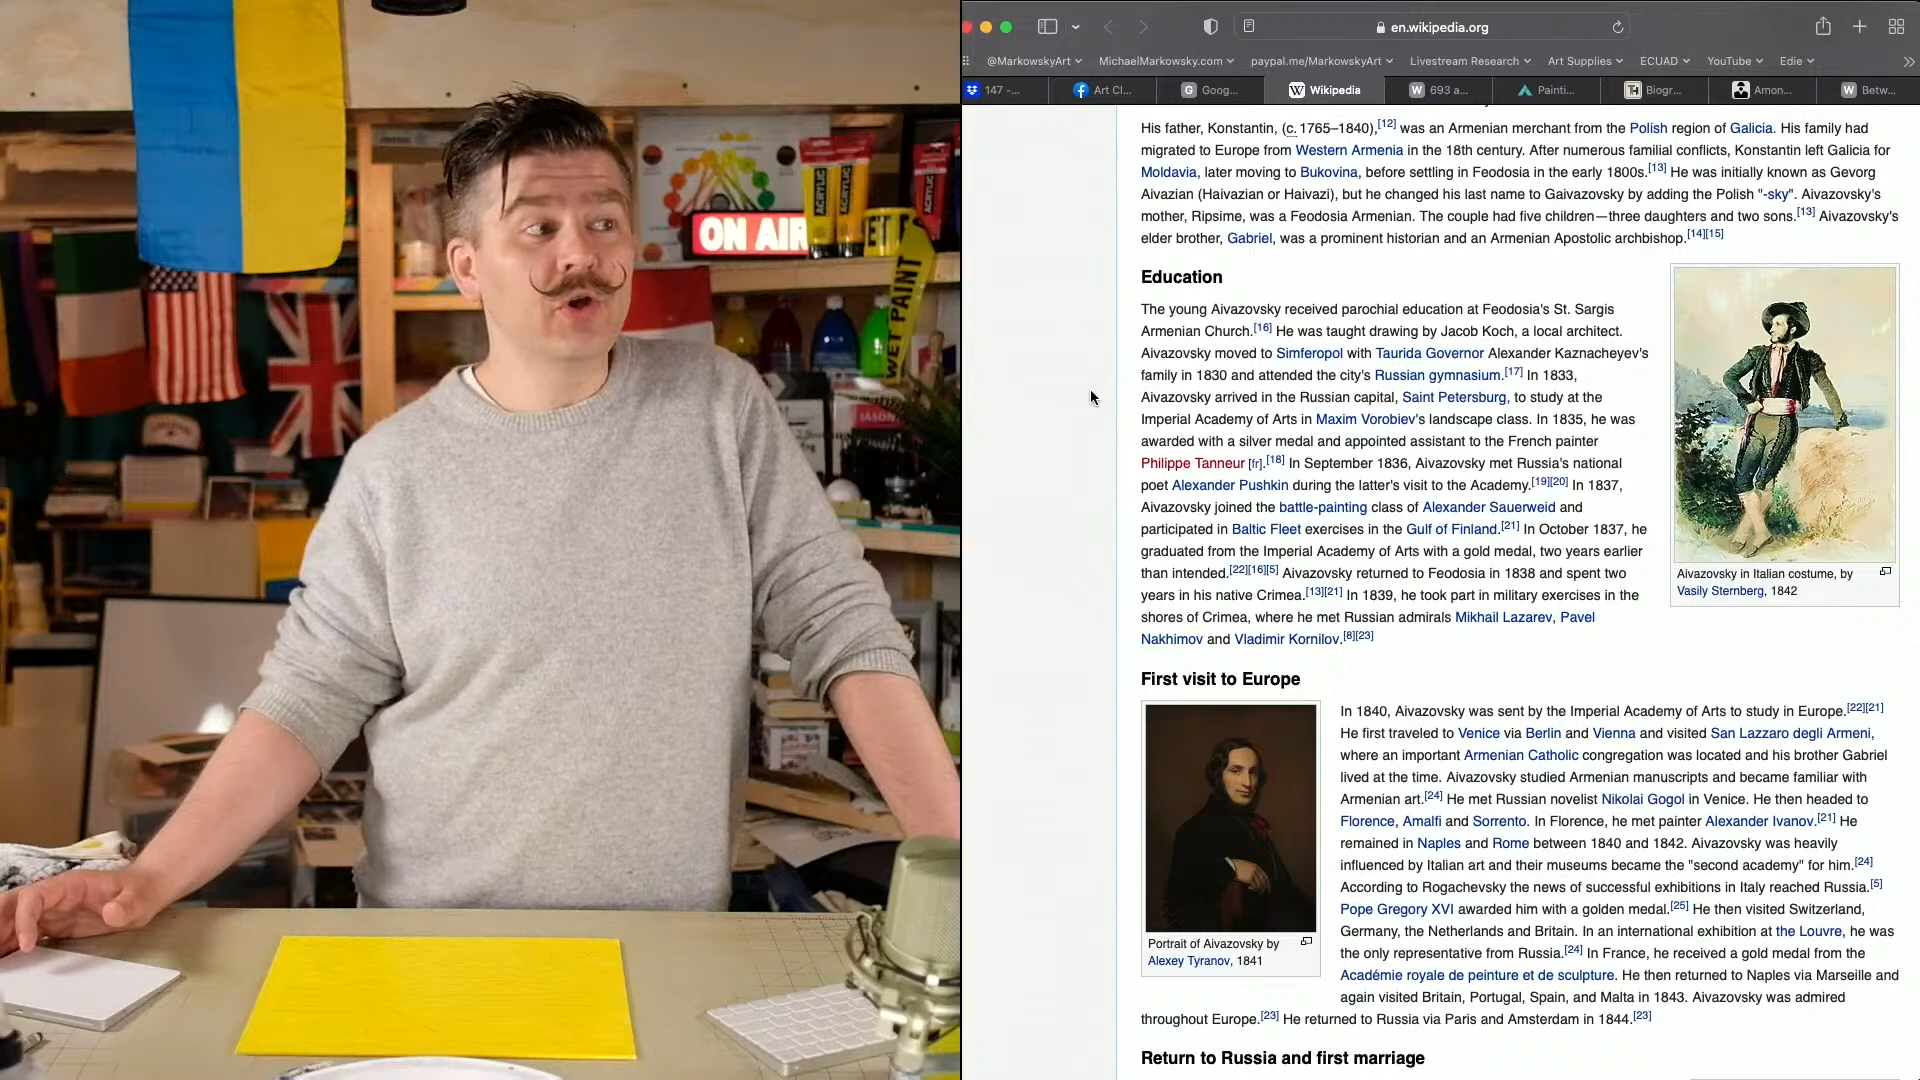 ON AIR
ACRYLIC
ACRYLIC
WET PAINT
JASON
en.wikipedia.org
@MarkowskyArt MichaelMarkowsky.com paypal.me/MarkowskyArt Livestream Research Art Supplies ECUAD YouTube Edie
147 -... Art Cl... Goog... Wikipedia 693 a... Painti... Biogr... Amon... Betw...
His father, Konstantin, (c. 1765–1840),[12] was an Armenian merchant from the Polish region of Galicia. His family had
migrated to Europe from Western Armenia in the 18th century. After numerous familial conflicts, Konstantin left Galicia for
Moldavia, later moving to Bukovina, before settling in Feodosia in the early 1800s.[13] He was initially known as Gevorg
Aivazian (Haivazian or Haivazi), but he changed his last name to Gaivazovsky by adding the Polish "-sky". Aivazovsky's
mother, Ripsime, was a Feodosia Armenian. The couple had five children—three daughters and two sons.[13] Aivazovsky's
elder brother, Gabriel, was a prominent historian and an Armenian Apostolic archbishop.[14][15]
Education
The young Aivazovsky received parochial education at Feodosia's St. Sargis
Armenian Church.[16] He was taught drawing by Jacob Koch, a local architect.
Aivazovsky moved to Simferopol with Taurida Governor Alexander Kaznacheyev's
family in 1830 and attended the city's Russian gymnasium.[17] In 1833,
Aivazovsky arrived in the Russian capital, Saint Petersburg, to study at the
Imperial Academy of Arts in Maxim Vorobiev's landscape class. In 1835, he was
awarded with a silver medal and appointed assistant to the French painter
Philippe Tanneur [fr].[18] In September 1836, Aivazovsky met Russia's national
poet Alexander Pushkin during the latter's visit to the Academy.[19][20] In 1837,
Aivazovsky joined the battle-painting class of Alexander Sauerweid and
participated in Baltic Fleet exercises in the Gulf of Finland.[21] In October 1837, he
graduated from the Imperial Academy of Arts with a gold medal, two years earlier
than intended.[22][16][5] Aivazovsky returned to Feodosia in 1838 and spent two
years in his native Crimea.[13][21] In 1839, he took part in military exercises in the
shores of Crimea, where he met Russian admirals Mikhail Lazarev, Pavel
Nakhimov and Vladimir Kornilov.[8][23]
Aivazovsky in Italian costume, by
Vasily Sternberg, 1842
First visit to Europe
In 1840, Aivazovsky was sent by the Imperial Academy of Arts to study in Europe.[22][21]
He first traveled to Venice via Berlin and Vienna and visited San Lazzaro degli Armeni,
where an important Armenian Catholic congregation was located and his brother Gabriel
lived at the time. Aivazovsky studied Armenian manuscripts and became familiar with
Armenian art.[24] He met Russian novelist Nikolai Gogol in Venice. He then headed to
Florence, Amalfi and Sorrento. In Florence, he met painter Alexander Ivanov.[21] He
remained in Naples and Rome between 1840 and 1842. Aivazovsky was heavily
influenced by Italian art and their museums became the "second academy" for him.[24]
According to Rogachevsky the news of successful exhibitions in Italy reached Russia.[5]
Pope Gregory XVI awarded him with a golden medal.[25] He then visited Switzerland,
Germany, the Netherlands and Britain. In an international exhibition at the Louvre, he was
the only representative from Russia.[24] In France, he received a gold medal from the
Académie royale de peinture et de sculpture. He then returned to Naples via Marseille and
again visited Britain, Portugal, Spain, and Malta in 1843. Aivazovsky was admired
throughout Europe.[23] He returned to Russia via Paris and Amsterdam in 1844.[23]
Portrait of Aivazovsky by
Alexey Tyranov, 1841
Return to Russia and first marriage